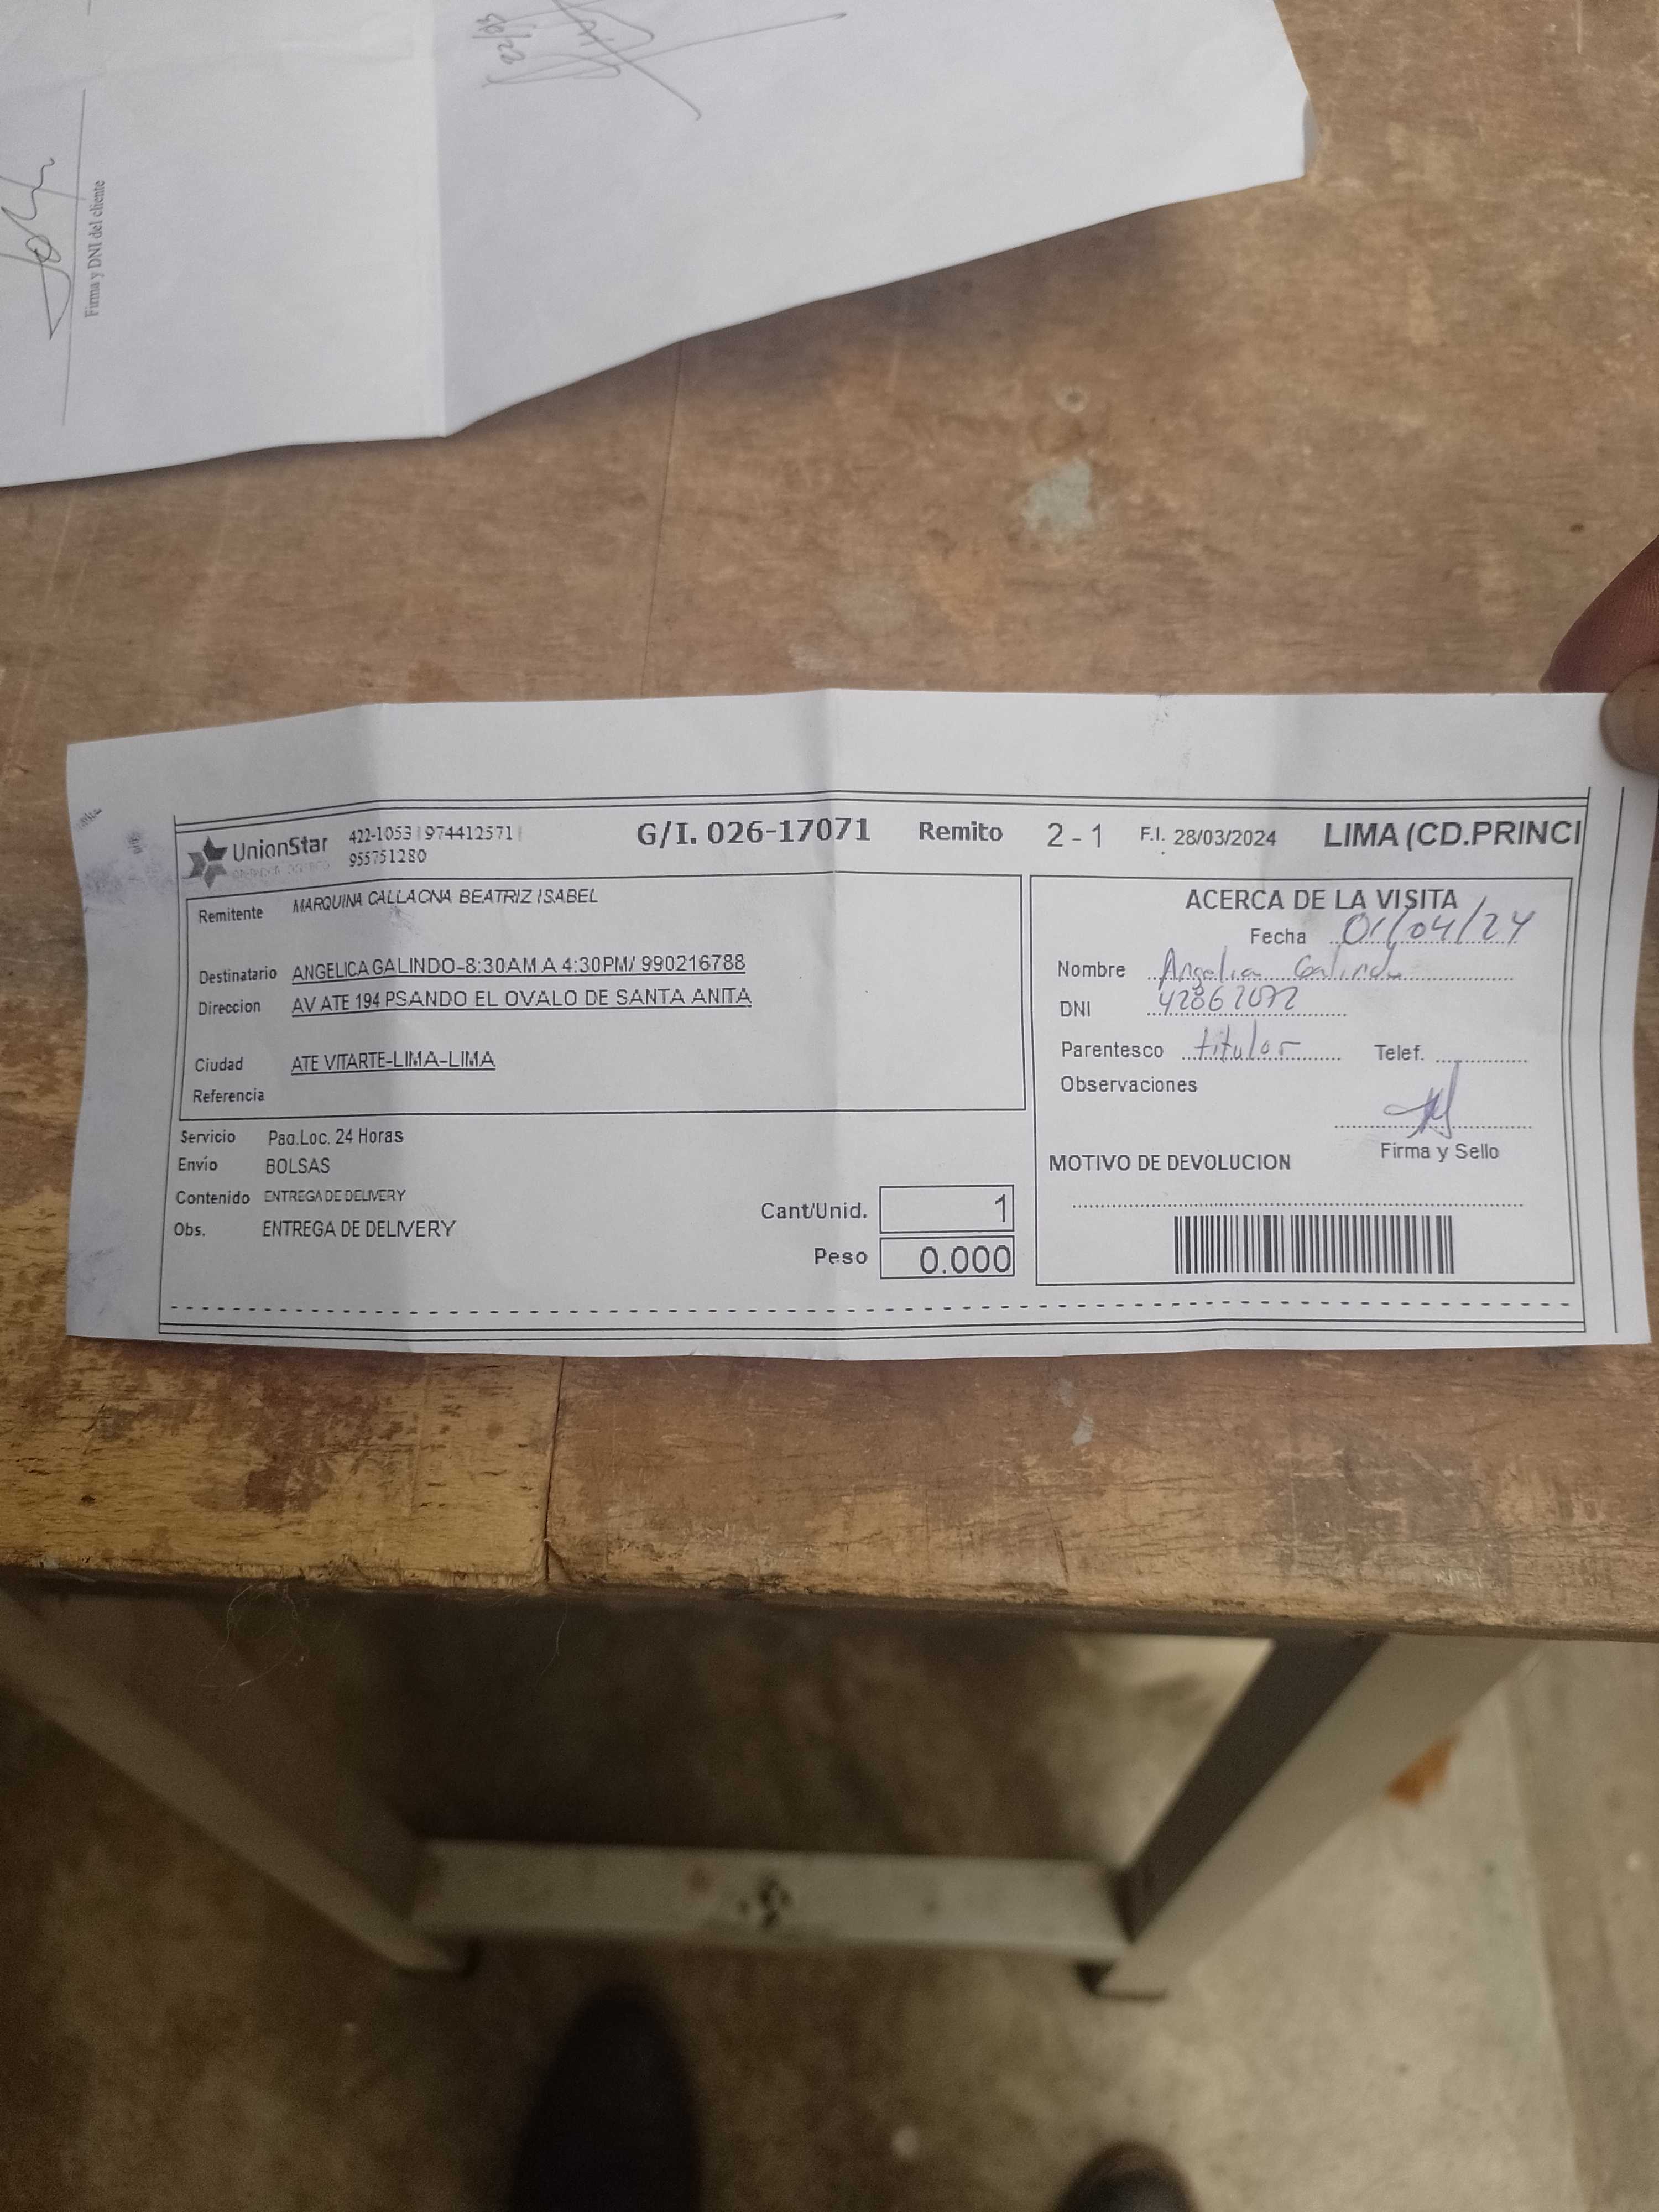 Firma y DNI del cliente
UnionStar
422-1053 | 974412571 |
955751280
G/I. 026-17071 Remito 2 - 1 F.I. 28/03/2024 LIMA (CD.PRINCI
Remitente MARQUINA CALLACNA BEATRIZ ISABEL
Destinatario ANGELICA GALINDO-8:30AM A 4:30PM/ 990216788
Direccion AV ATE 194 PSANDO EL OVALO DE SANTA ANITA
Ciudad ATE VITARTE-LIMA-LIMA
Referencia
Servicio Paq.Loc. 24 Horas
Envío BOLSAS
Contenido ENTREGA DE DELIVERY
Obs. ENTREGA DE DELIVERY
Cant/Unid. 1
Peso 0.000
ACERCA DE LA VISITA
Fecha 01/04/24
Nombre Angelica Galindo
DNI 42862072
Parentesco titular Telef.
Observaciones
Firma y Sello
MOTIVO DE DEVOLUCION